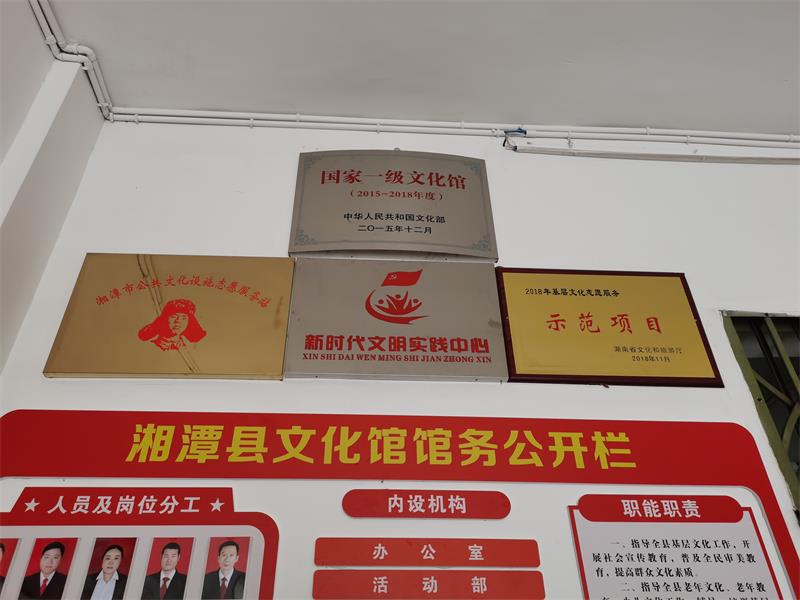 国家一级文化馆
（2015-2018年度）
中华人民共和国文化部
二〇一五年十二月
湘潭市公共文化设施志愿服务站
新时代文明实践中心
XIN SHI DAI WEN MING SHI JIAN ZHONG XIN
2018年基层文化志愿服务
示范项目
湖南省文化和旅游厅
2018年11月
湘潭县文化馆馆务公开栏
★ 人员及岗位分工 ★
内设机构
办公室
活动部
职能职责
一、指导全县基层文化工作，开
展社会宣传教育，普及全民审美教
育，提高群众文化素质。
二、指导全县老年文化、老年教